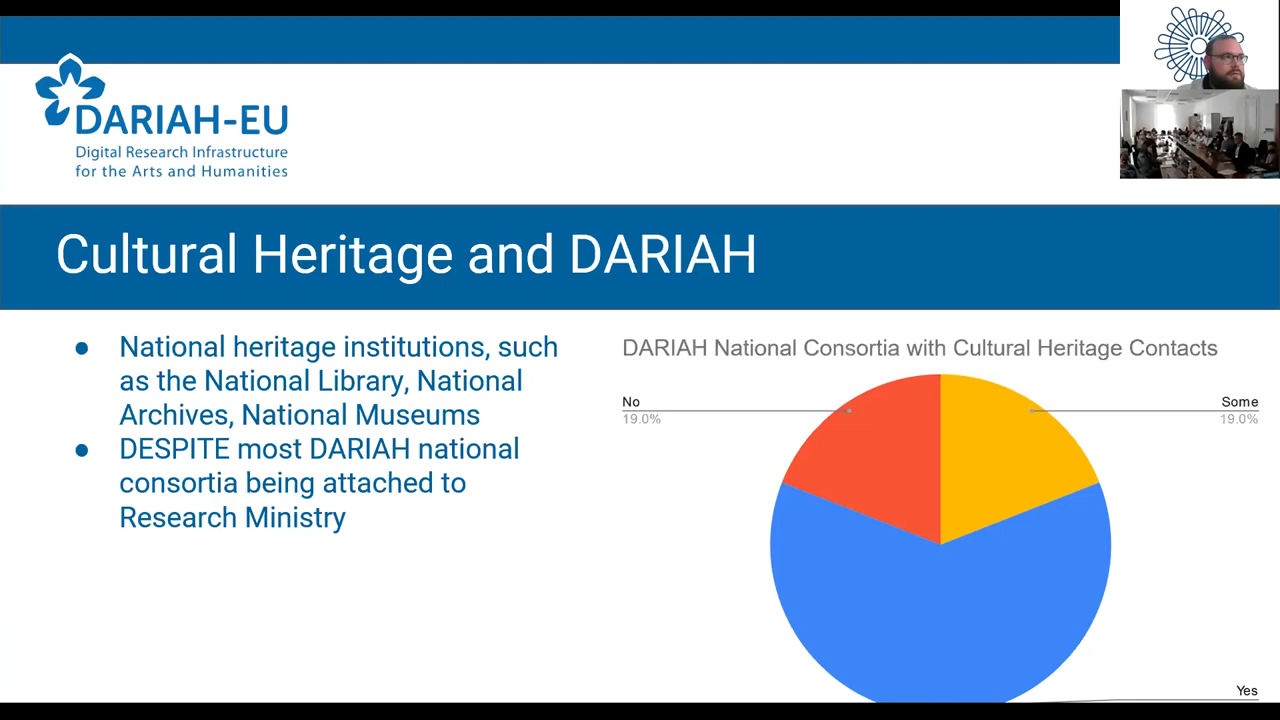 DARIAH-EU
Digital Research Infrastructure
for the Arts and Humanities
Cultural Heritage and DARIAH
● National heritage institutions, such
as the National Library, National
Archives, National Museums
● DESPITE most DARIAH national
consortia being attached to
Research Ministry
DARIAH National Consortia with Cultural Heritage Contacts
No
19.0%
Some
19.0%
Yes